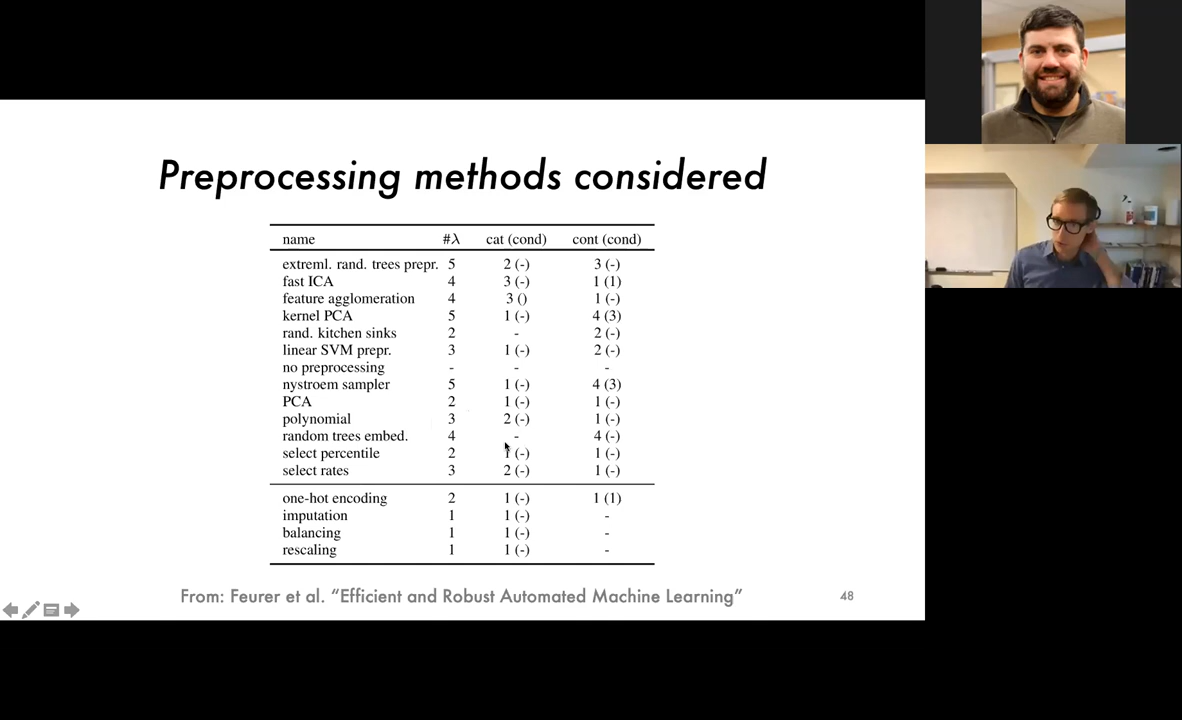 Preprocessing methods considered
name #λ cat (cond) cont (cond)
extreml. rand. trees prepr. 5 2 (-) 3 (-)
fast ICA 4 3 (-) 1 (1)
feature agglomeration 4 3 () 1 (-)
kernel PCA 5 1 (-) 4 (3)
rand. kitchen sinks 2 - 2 (-)
linear SVM prepr. 3 1 (-) 2 (-)
no preprocessing - - -
nystroem sampler 5 1 (-) 4 (3)
PCA 2 1 (-) 1 (-)
polynomial 3 2 (-) 1 (-)
random trees embed. 4 - 4 (-)
select percentile 2 1 (-) 1 (-)
select rates 3 2 (-) 1 (-)
one-hot encoding 2 1 (-) 1 (1)
imputation 1 1 (-) -
balancing 1 1 (-) -
rescaling 1 1 (-) -
From: Feurer et al. “Efficient and Robust Automated Machine Learning”
48